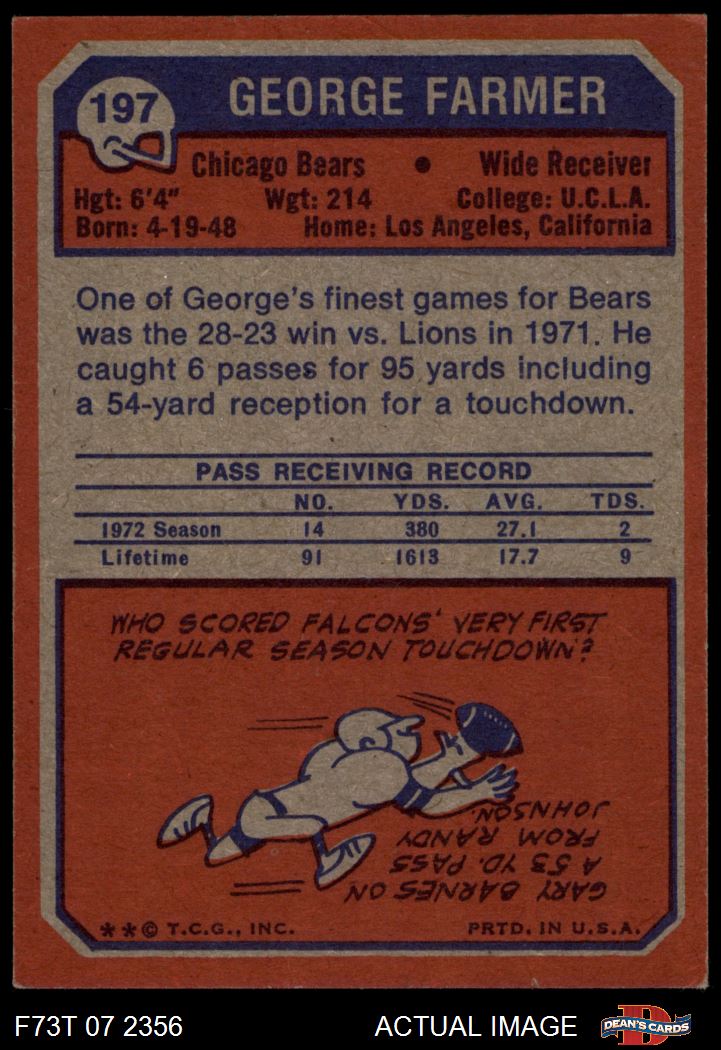 197
GEORGE FARMER
Chicago Bears • Wide Receiver
Hgt: 6'4" Wgt: 214 College: U.C.L.A.
Born: 4-19-48 Home: Los Angeles, California
One of George's finest games for Bears
was the 28-23 win vs. Lions in 1971. He
caught 6 passes for 95 yards including
a 54-yard reception for a touchdown.
PASS RECEIVING RECORD
NO. YDS. AVG. TDS.
1972 Season 14 380 27.1 2
Lifetime 91 1613 17.7 9
WHO SCORED FALCONS' VERY FIRST
REGULAR SEASON TOUCHDOWN?
GARY BARNES ON
A 53 YD. PASS
FROM RANDY
JOHNSON.
**© T.C.G., INC. PRTD. IN U.S.A.
F73T 07 2356 ACTUAL IMAGE D DEAN'S CARDS